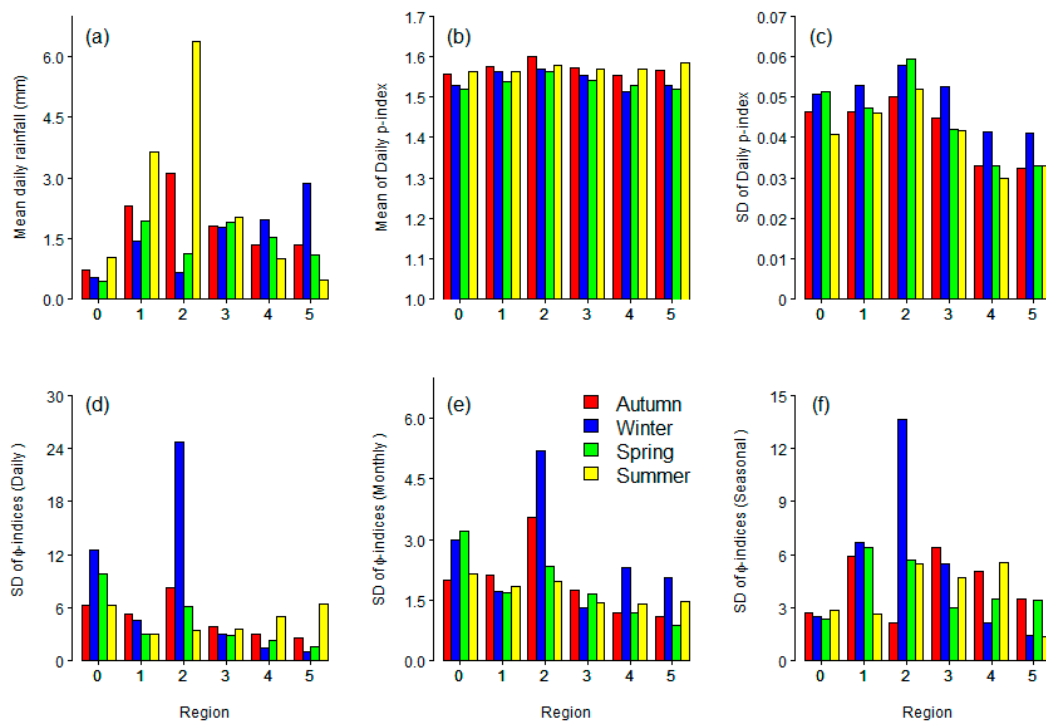 (a)
Mean daily rainfall (mm)
6.0
4.5
3.0
1.5
0.0
0 1 2 3 4 5
(b)
Mean of Daily p-index
1.7
1.6
1.5
1.4
1.3
1.2
1.1
1.0
0 1 2 3 4 5
(c)
SD of Daily p-index
0.07
0.06
0.05
0.04
0.03
0.02
0.01
0
0 1 2 3 4 5
(d)
SD of ϕ-indices (Daily )
30
24
18
12
6
0
0 1 2 3 4 5
Region
(e)
SD of ϕ-indices (Monthly )
6.0
4.5
3.0
1.5
0.0
Autumn
Winter
Spring
Summer
0 1 2 3 4 5
Region
(f)
SD of ϕ-indices (Seasonal )
15
12
9
6
3
0
0 1 2 3 4 5
Region